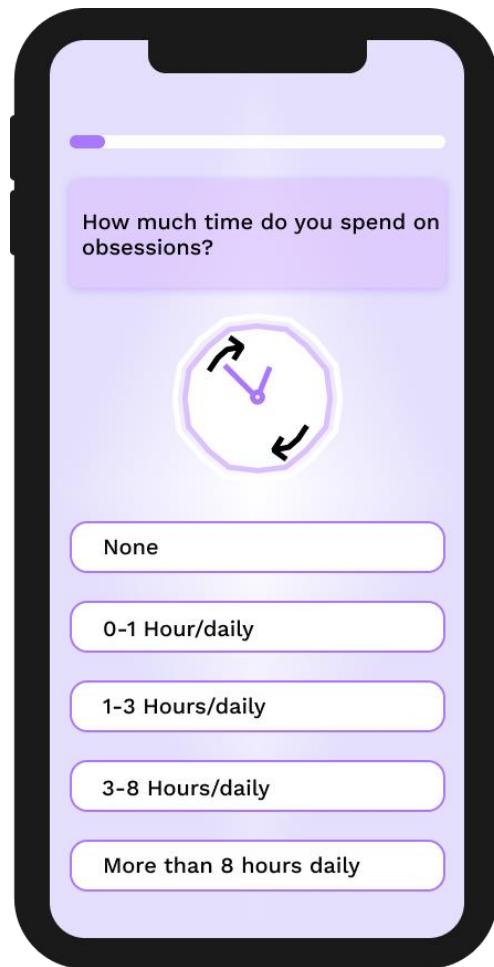 How much time do you spend on
obsessions?
None
0-1 Hour/daily
1-3 Hours/daily
3-8 Hours/daily
More than 8 hours daily